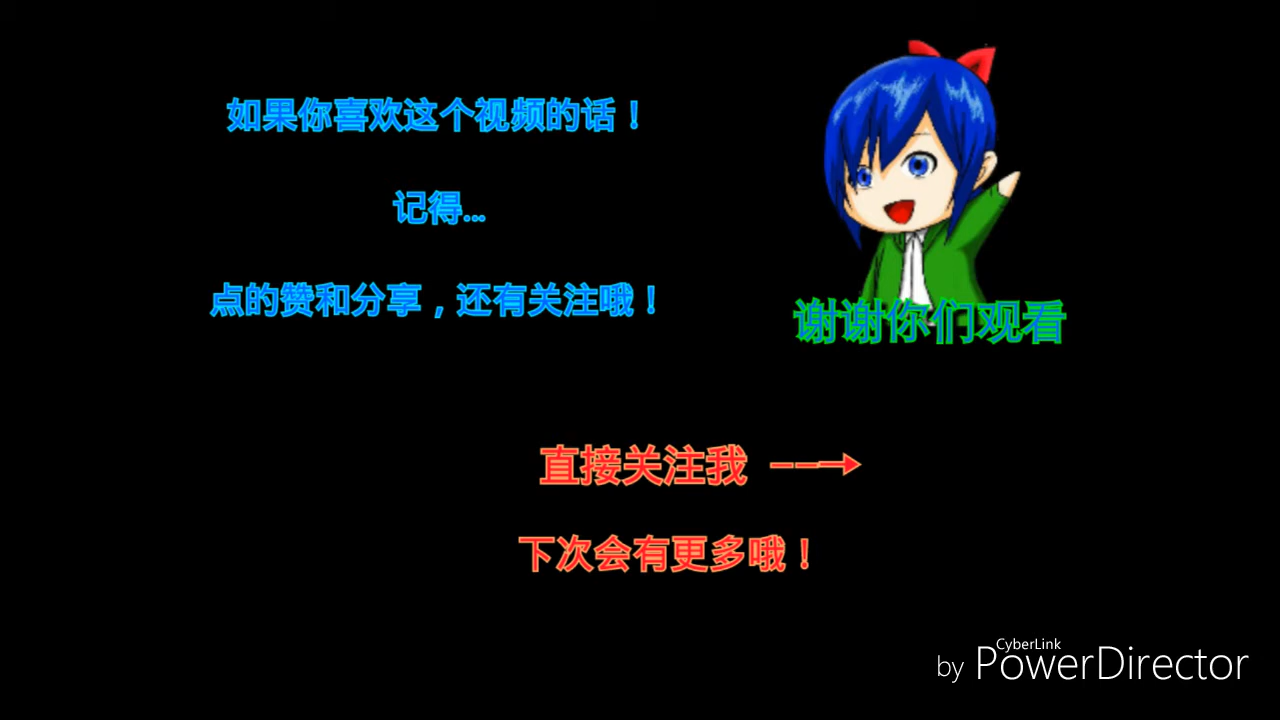 如果你喜欢这个视频的话！
记得...
点的赞和分享，还有关注哦！
谢谢你们观看
直接关注我 ––→
下次会有更多哦！
CyberLink
by PowerDirector